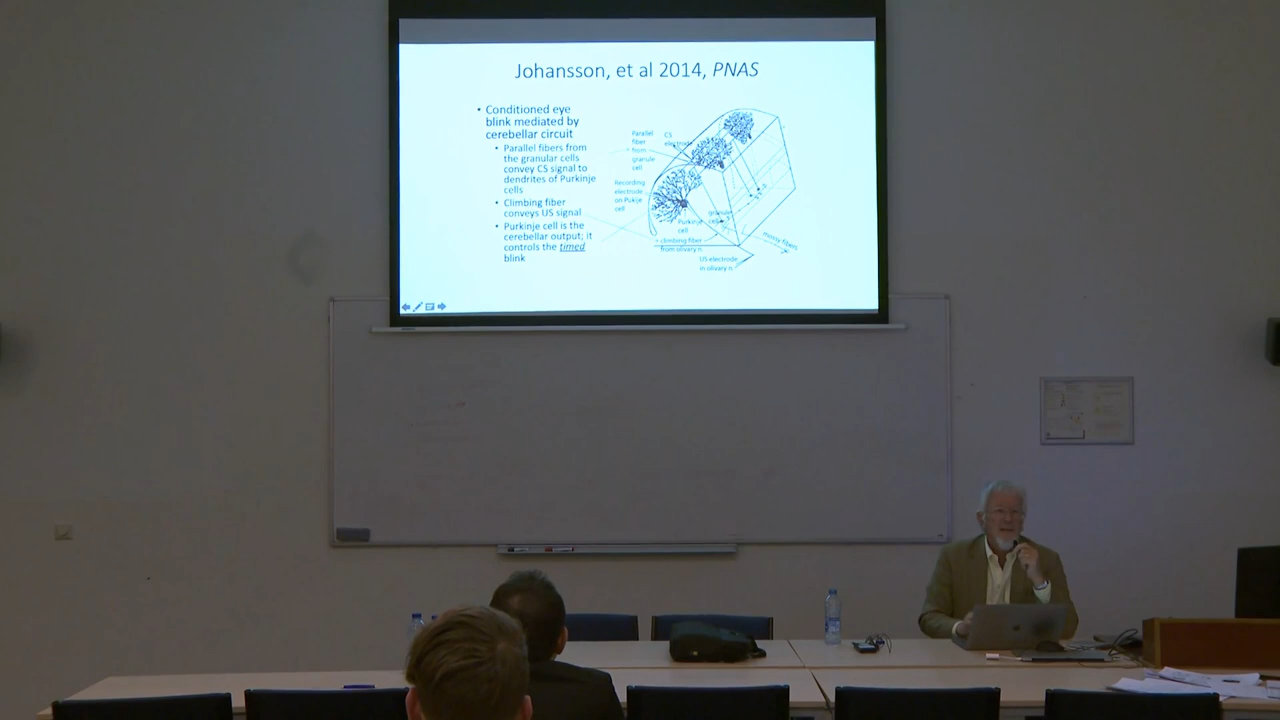 Johansson, et al 2014, PNAS
• Conditioned eye
blink mediated by
cerebellar circuit
• Parallel fibers from
the granular cells
convey CS signal to
dendrites of Purkinje
cells
• Climbing fiber
conveys US signal
• Purkinje cell is the
cerebellar output; it
controls the timed
blink
Parallel
fiber
from
granule
cell
CS
electrode
Recording
electrode
on Pukije
cell
Purkinje
cell
climbing fiber
from olivary n.
US electrode
in olivary n.
mossy fibers